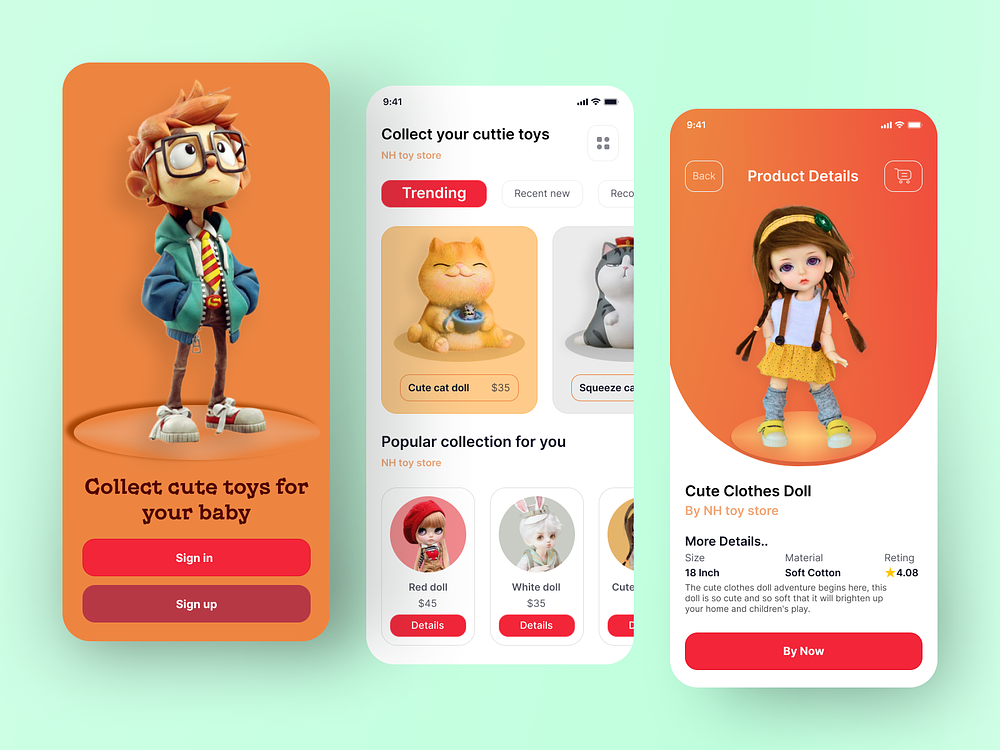 Collect cute toys for
your baby
Sign in
Sign up
9:41
Collect your cuttie toys
NH toy store
Trending
Recent new
Reco
Cute cat doll
$35
Squeeze ca
Popular collection for you
NH toy store
Red doll
$45
Details
White doll
$35
Details
Cute
D
9:41
Back
Product Details
Cute Clothes Doll
By NH toy store
More Details..
Size
Material
Reting
18 Inch
Soft Cotton
4.08
The cute clothes doll adventure begins here, this
doll is so cute and so soft that it will brighten up
your home and children's play.
By Now